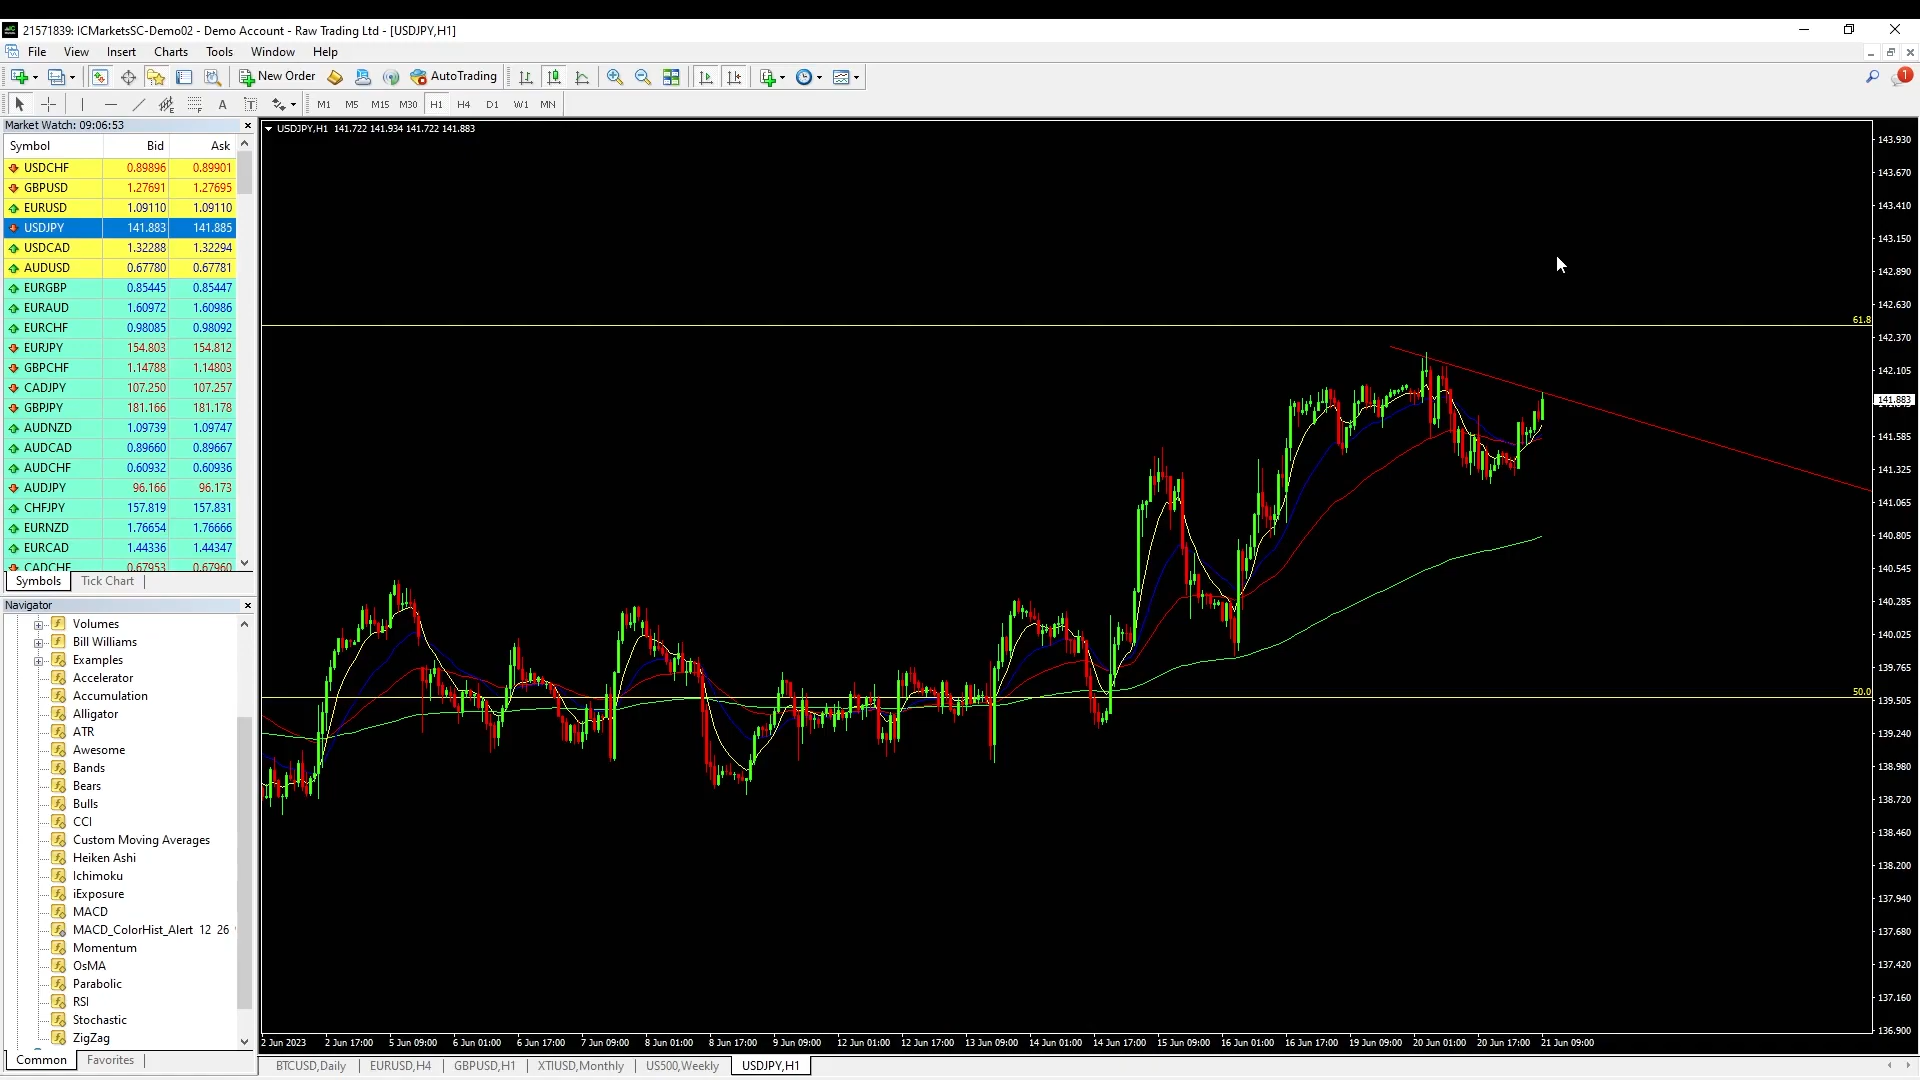 21571839: ICMarketsSC-Demo02 - Demo Account - Raw Trading Ltd - [USDJPY,H1]
File View Insert Charts Tools Window Help
1
New Order AutoTrading
A T M1 M5 M15 M30 H1 H4 D1 W1 MN
Market Watch: 09:06:53
Symbol Bid Ask
USDCHF 0.89896 0.89901
GBPUSD 1.27691 1.27695
EURUSD 1.09110 1.09110
USDJPY 141.883 141.885
USDCAD 1.32288 1.32294
AUDUSD 0.67780 0.67781
EURGBP 0.85445 0.85447
EURAUD 1.60972 1.60986
EURCHF 0.98085 0.98092
EURJPY 154.803 154.812
GBPCHF 1.14788 1.14803
CADJPY 107.250 107.257
GBPJPY 181.166 181.178
AUDNZD 1.09739 1.09747
AUDCAD 0.89660 0.89667
AUDCHF 0.60932 0.60936
AUDJPY 96.166 96.173
CHFJPY 157.819 157.831
EURNZD 1.76654 1.76666
EURCAD 1.44336 1.44347
CADCHF 0.67953 0.67960
Symbols Tick Chart
Navigator
Volumes
Bill Williams
Examples
Accelerator
Accumulation
Alligator
ATR
Awesome
Bands
Bears
Bulls
CCI
Custom Moving Averages
Heiken Ashi
Ichimoku
iExposure
MACD
MACD_ColorHist_Alert 12 26
Momentum
OsMA
Parabolic
RSI
Stochastic
ZigZag
Common Favorites
USDJPY,H1 141.722 141.934 141.722 141.883
61.8
50.0
143.930
143.670
143.410
143.150
142.890
142.630
142.370
142.105
141.883
141.585
141.325
141.065
140.805
140.545
140.285
140.025
139.765
139.505
139.240
138.980
138.720
138.460
138.200
137.940
137.680
137.420
137.160
136.900
2 Jun 2023 2 Jun 17:00 5 Jun 09:00 6 Jun 01:00 6 Jun 17:00 7 Jun 09:00 8 Jun 01:00 8 Jun 17:00 9 Jun 09:00 12 Jun 01:00 12 Jun 17:00 13 Jun 09:00 14 Jun 01:00 14 Jun 17:00 15 Jun 09:00 16 Jun 01:00 16 Jun 17:00 19 Jun 09:00 20 Jun 01:00 20 Jun 17:00 21 Jun 09:00
BTCUSD,Daily EURUSD,H4 GBPUSD,H1 XTIUSD,Monthly US500,Weekly USDJPY,H1